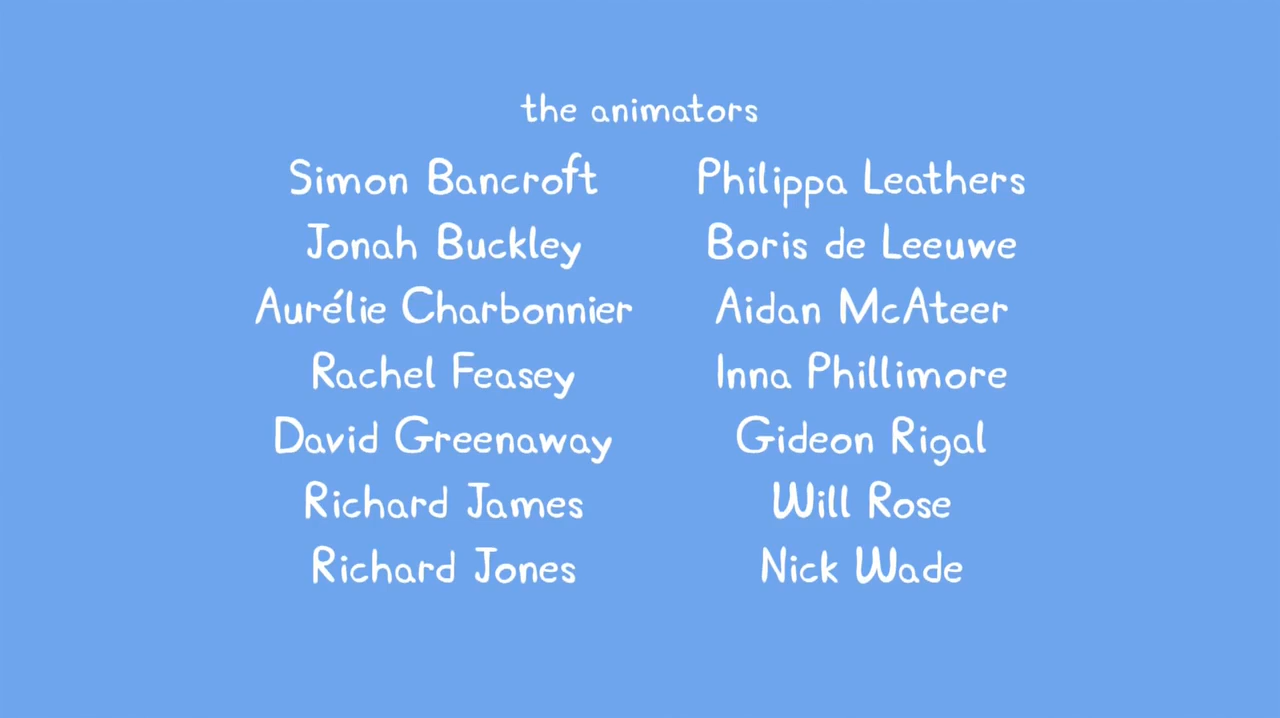 the animators
Simon Bancroft Philippa Leathers
Jonah Buckley Boris de Leeuwe
Aurélie Charbonnier Aidan McAteer
Rachel Feasey Inna Phillimore
David Greenaway Gideon Rigal
Richard James Will Rose
Richard Jones Nick Wade